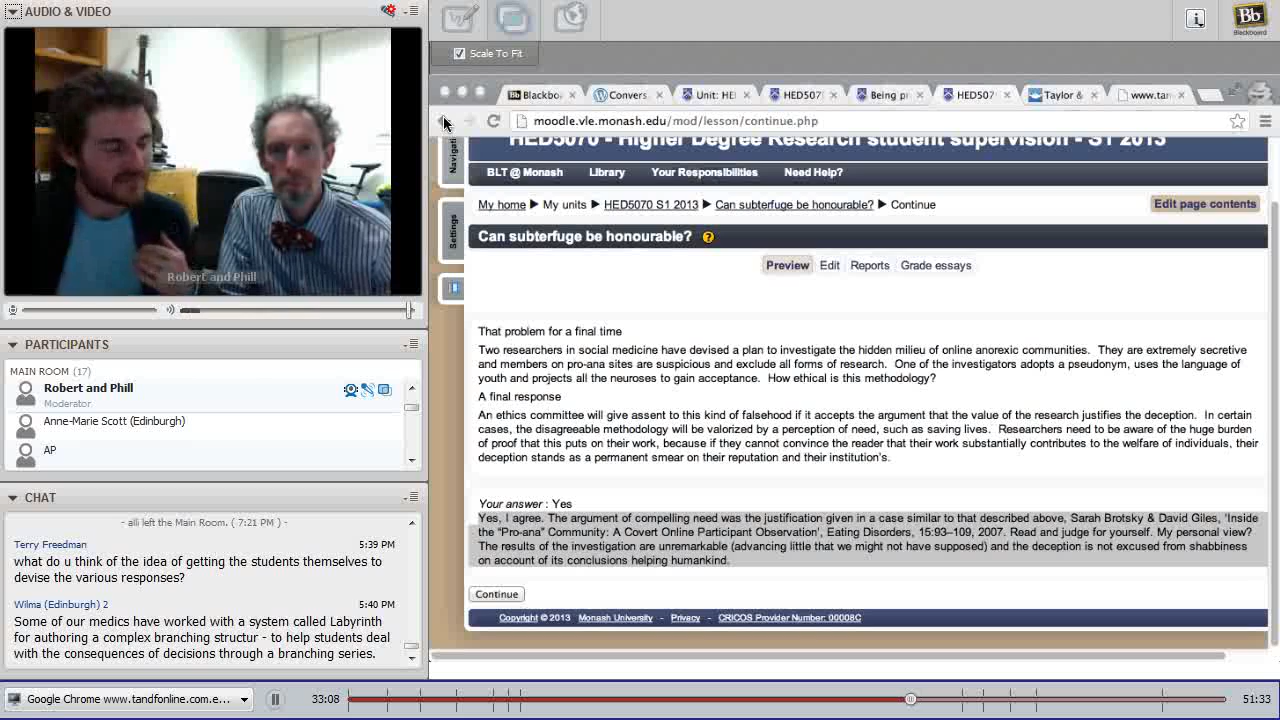 AUDIO & VIDEO
Robert and Phill
PARTICIPANTS
MAIN ROOM (17)
Robert and Phill
Moderator
Anne-Marie Scott (Edinburgh)
AP
CHAT
- alli left the Main Room. ( 7:21 PM ) -
Terry Freedman 5:39 PM
what do u think of the idea of getting the students themselves to
devise the various responses?
Wilma (Edinburgh) 2 5:40 PM
Some of our students worked with a system called Labyrinth
for authoring a complex branching structur - to help students deal
with the consequences of decisions through a branching series.
Google Chrome www.tandfonline.com.e...
33:08
51:33
Bb
Blackboard
Scale To Fit
Bb Blackbo
Convers
Unit: HE
HED507
Being pr
HED507
Taylor &
www.tan
moodle.vle.monash.edu/mod/lesson/continue.php
Navigati
Settings
HED5070 - Higher Degree Research student supervision - S1 2013
BLT @ Monash Library Your Responsibilities Need Help?
My home ▶ My units ▶ HED5070 S1 2013 ▶ Can subterfuge be honourable? ▶ Continue
Edit page contents
Can subterfuge be honourable? ?
Preview Edit Reports Grade essays
That problem for a final time
Two researchers in social medicine have devised a plan to investigate the hidden milieu of online anorexic communities. They are extremely secretive
and members on pro-ana sites are suspicious and exclude all forms of research. One of the investigators adopts a pseudonym, uses the language of
youth and projects all the neuroses to gain acceptance. How ethical is this methodology?
A final response
An ethics committee will give assent to this kind of falsehood if it accepts the argument that the value of the research justifies the deception. In certain
cases, the disagreeable methodology will be valorized by a perception of need, such as saving lives. Researchers need to be aware of the huge burden
of proof that this puts on their work, because if they cannot convince the reader that their work substantially contributes to the welfare of individuals, their
deception stands as a permanent smear on their reputation and their institution's.
Your answer : Yes
Yes, I agree. The argument of compelling need was the justification given in a case similar to that described above, Sarah Brotsky & David Giles, 'Inside
the "Pro-ana" Community: A Covert Online Participant Observation', Eating Disorders, 15:93–109, 2007. Read and judge for yourself. My personal view?
The results of the investigation are unremarkable (advancing little that we might not have supposed) and the deception is not excused from shabbiness
on account of its conclusions helping humankind.
Continue
Copyright © 2013 Monash University - Privacy - CRICOS Provider Number: 00008C